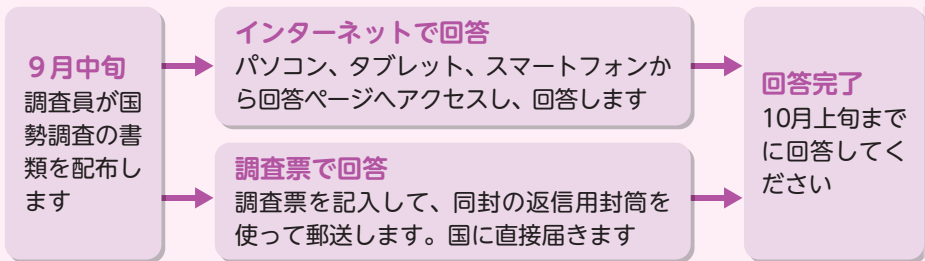 9月中旬
調査員が国
勢調査の書
類を配布し
ます
インターネットで回答
パソコン、タブレット、スマートフォンか
ら回答ページへアクセスし、回答します
調査票で回答
調査票を記入して、同封の返信用封筒を
使って郵送します。国に直接届きます
回答完了
10月上旬まで
に回答してく
ださい